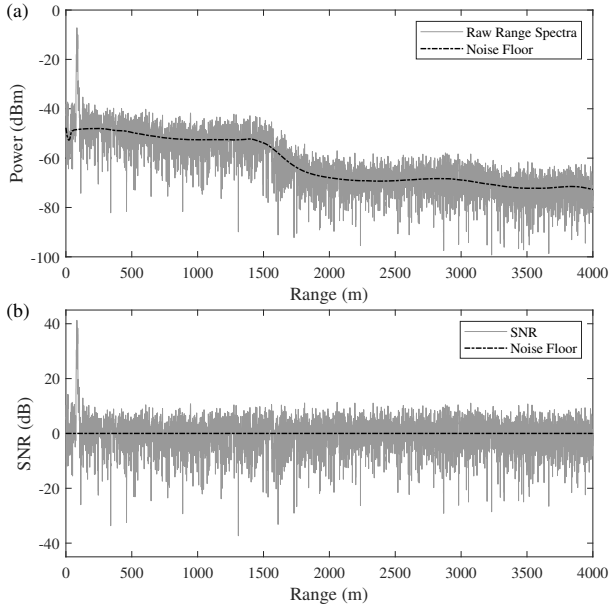 (a)
0
-20
-40
-60
-80
-100
Power (dBm)
Raw Range Spectra
Noise Floor
0 500 1000 1500 2000 2500 3000 3500 4000
Range (m)
(b)
40
20
0
-20
-40
SNR (dB)
SNR
Noise Floor
0 500 1000 1500 2000 2500 3000 3500 4000
Range (m)